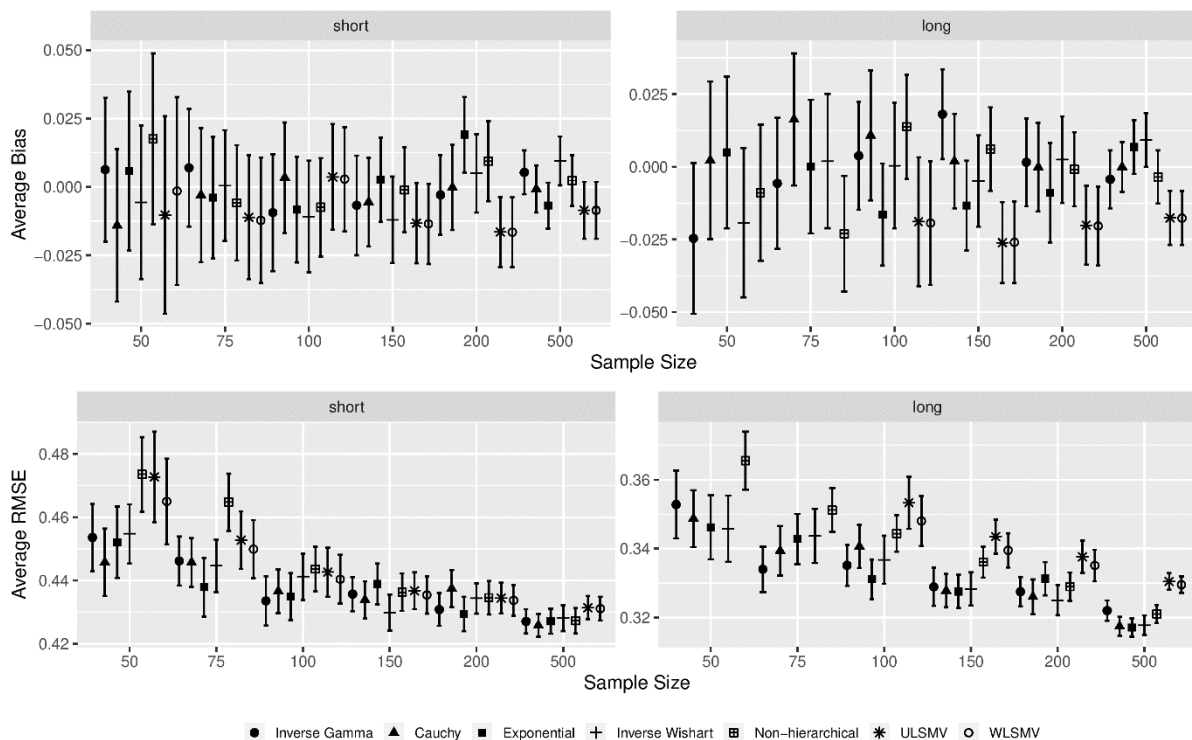 short
long
Average Bias
0.050
0.025
0.000
−0.025
−0.050
0.025
0.000
−0.025
−0.050
50 75 100 150 200 500
50 75 100 150 200 500
Sample Size
Sample Size
short
long
Average RMSE
0.48
0.46
0.44
0.42
0.36
0.34
0.32
50 75 100 150 200 500
50 75 100 150 200 500
Sample Size
Sample Size
Inverse Gamma Cauchy Exponential Inverse Wishart Non−hierarchical ULSMV WLSMV